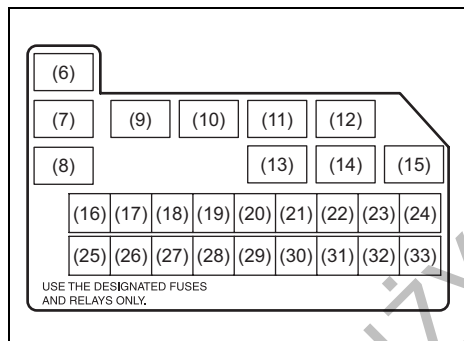 (6)
(7) (9) (10) (11) (12)
(8) (13) (14) (15)
(16) (17) (18) (19) (20) (21) (22) (23) (24)
(25) (26) (27) (28) (29) (30) (31) (32) (33)
USE THE DESIGNATED FUSES
AND RELAYS ONLY.